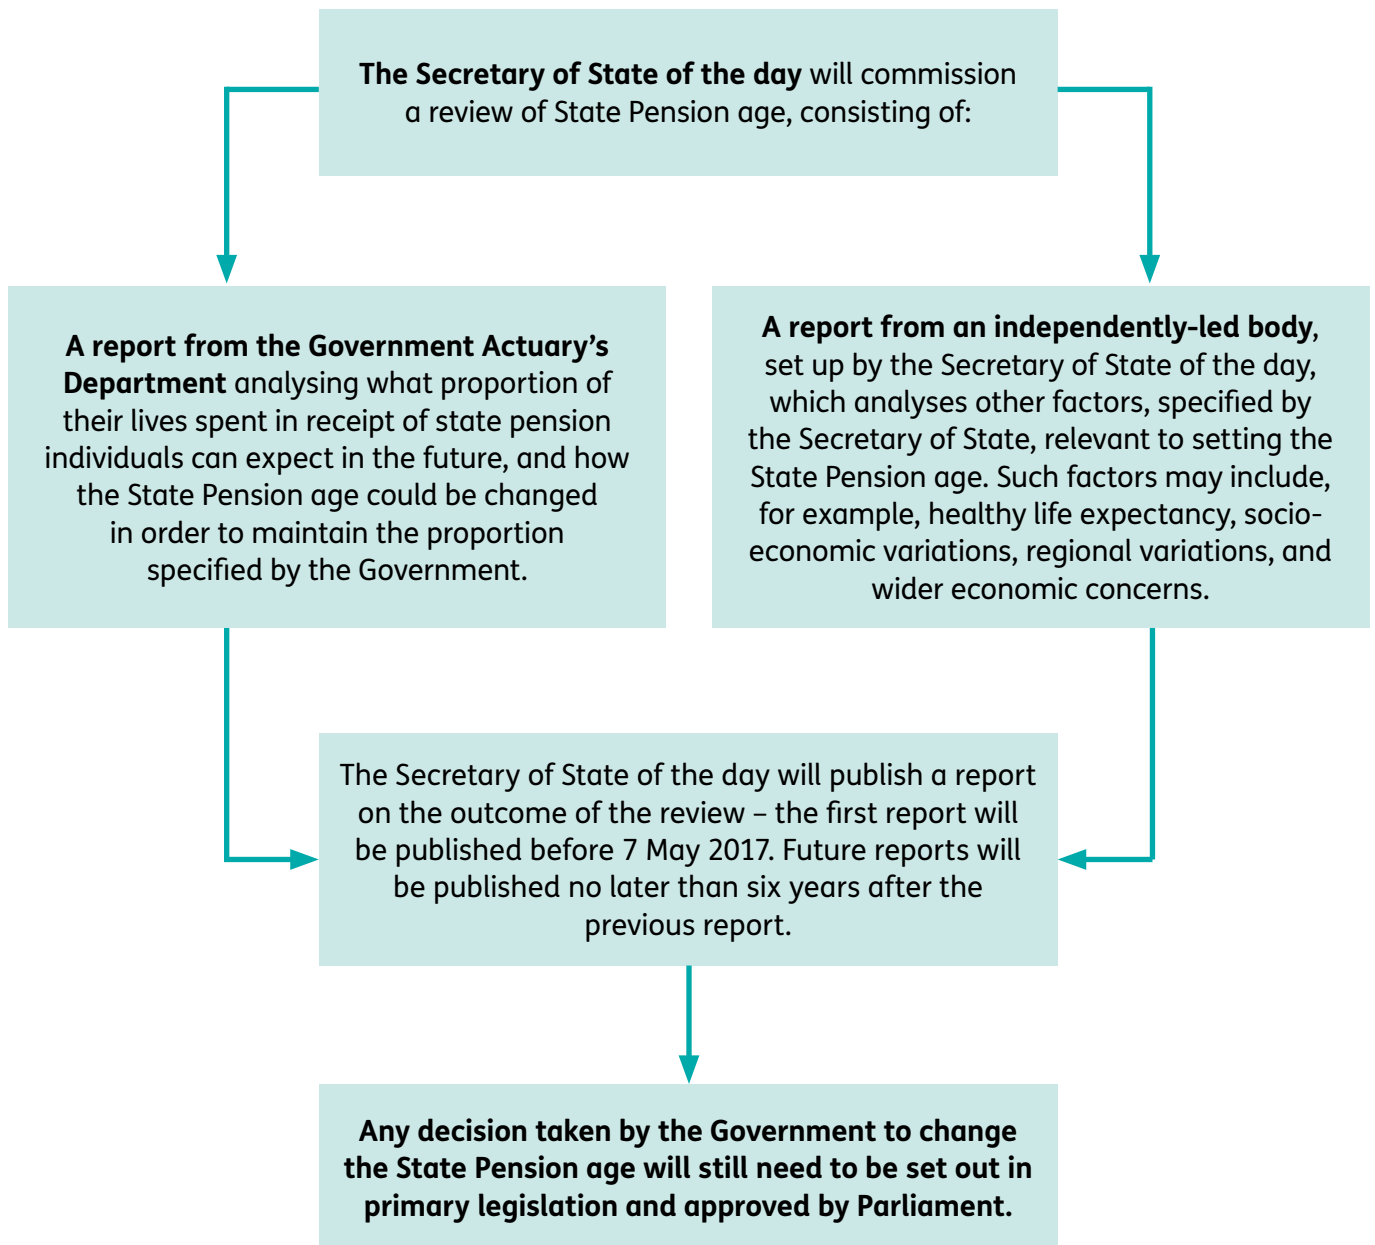 The Secretary of State of the day will commission
a review of State Pension age, consisting of:
A report from the Government Actuary’s
Department analysing what proportion of
their lives spent in receipt of state pension
individuals can expect in the future, and how
the State Pension age could be changed
in order to maintain the proportion
specified by the Government.
A report from an independently-led body,
set up by the Secretary of State of the day,
which analyses other factors, specified by
the Secretary of State, relevant to setting the
State Pension age. Such factors may include,
for example, healthy life expectancy, socio-
economic variations, regional variations, and
wider economic concerns.
The Secretary of State of the day will publish a report
on the outcome of the review – the first report will
be published before 7 May 2017. Future reports will
be published no later than six years after the
previous report.
Any decision taken by the Government to change
the State Pension age will still need to be set out in
primary legislation and approved by Parliament.